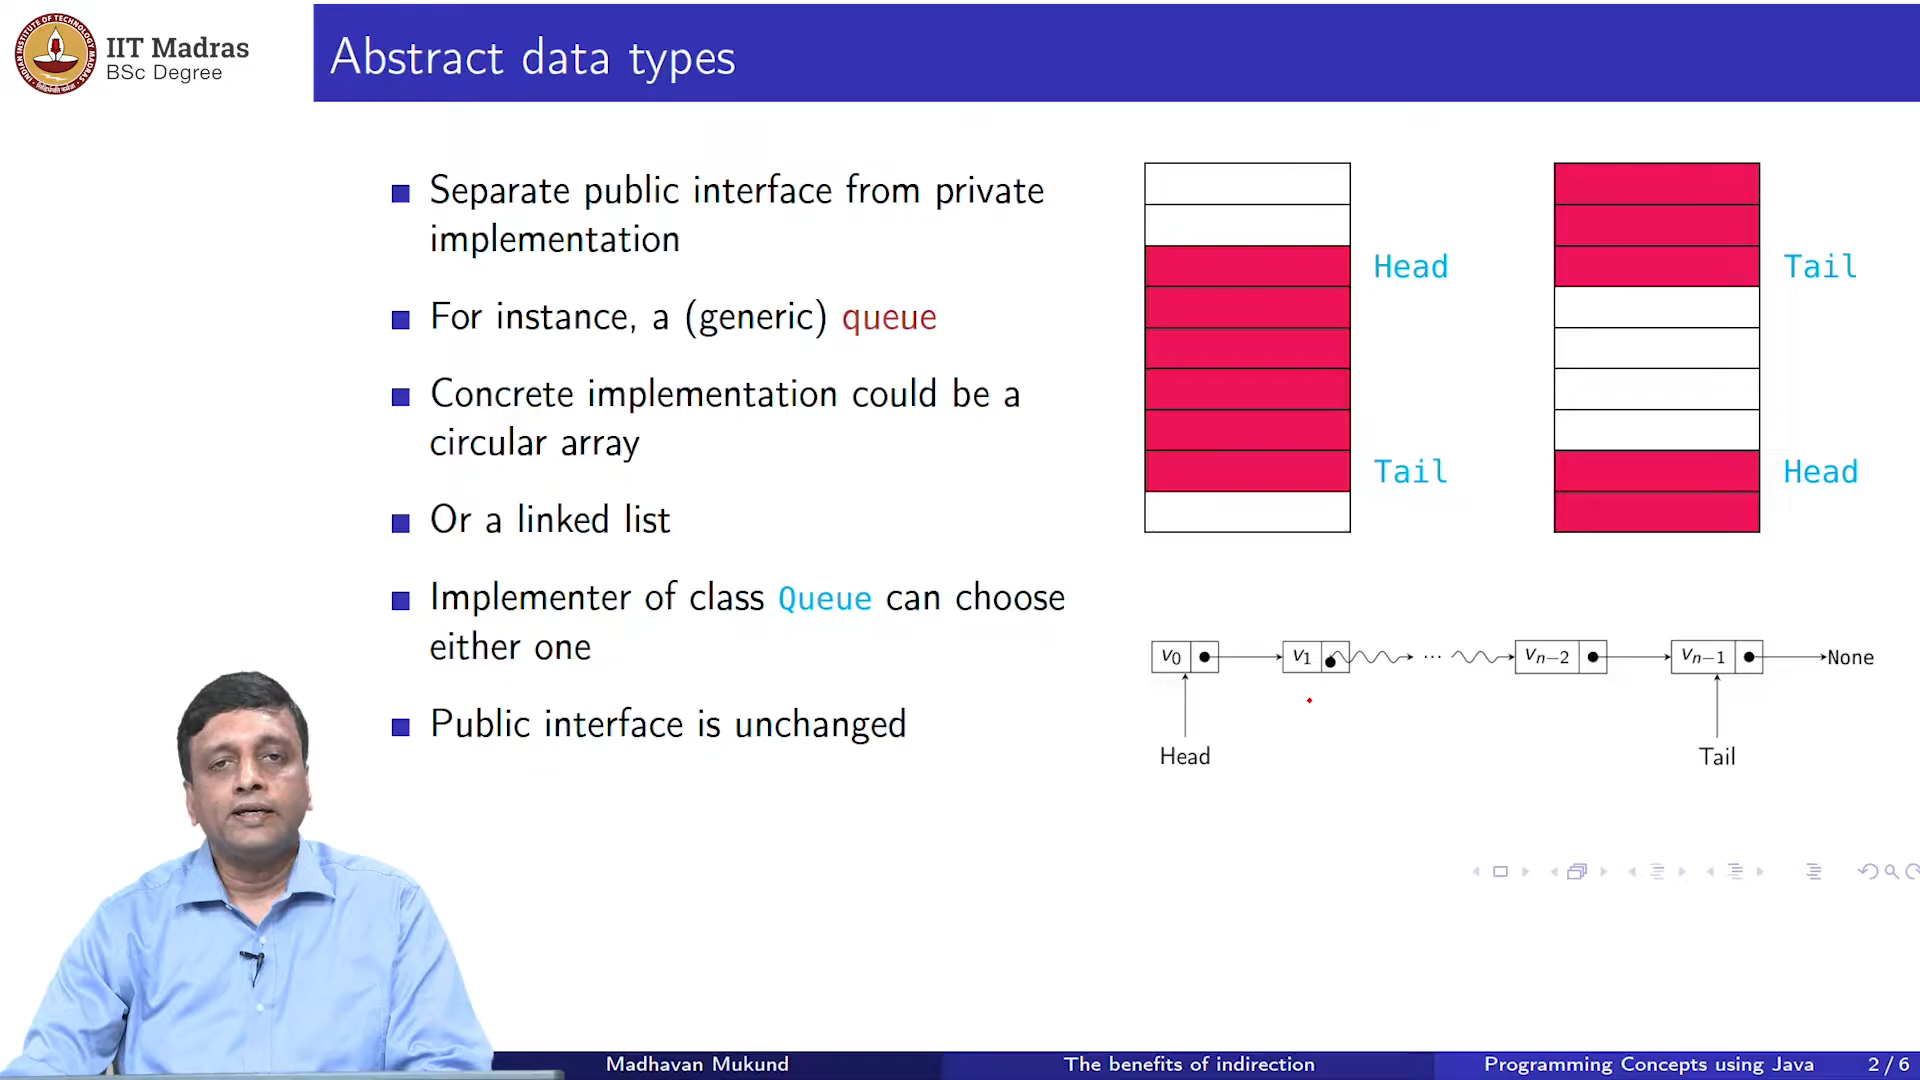 IIT Madras
BSc Degree
Abstract data types
Separate public interface from private
implementation
For instance, a (generic) queue
Concrete implementation could be a
circular array
Or a linked list
Implementer of class Queue can choose
either one
Public interface is unchanged
Head
Tail
Tail
Head
v0 v1 ... vn−2 vn−1 None
Head Tail
Madhavan Mukund The benefits of indirection Programming Concepts using Java 2 / 6